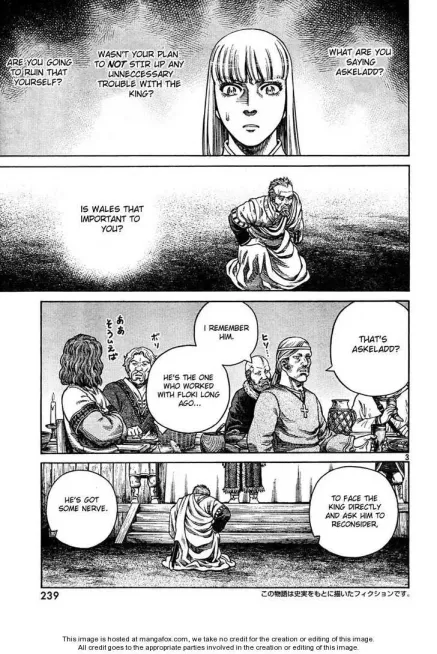 WHAT ARE YOU
SAYING
ASKELADD?
WASN'T YOUR PLAN
TO NOT STIR UP ANY
UNNECCESSARY
TROUBLE WITH THE
KING?
ARE YOU GOING
TO RUIN THAT
YOURSELF?
IS WALES THAT
IMPORTANT TO
YOU?
THAT'S
ASKELADD?
ヒソ
I REMEMBER
HIM.
HE'S THE ONE
WHO WORKED
WITH FLOKI LONG
AGO...
ボソ
ああ
そういえば
3
TO FACE THE
KING DIRECTLY
AND ASK HIM TO
RECONSIDER,
HE'S GOT
SOME NERVE.
239
この物語は史実をもとに描いたフィクションです。
This image is hosted at mangafox.com, we take no credit for the creation or editing of this image.
All credit goes to the appropriate parties involved in the creation or editing of this image.